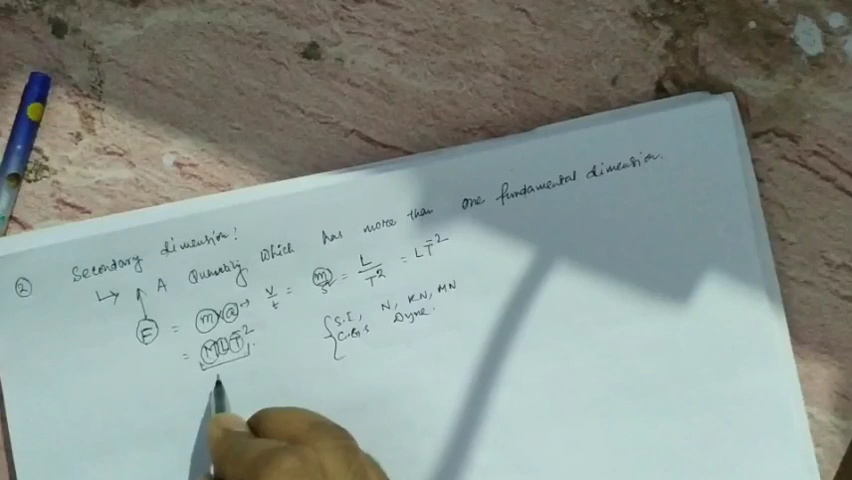 ② Secondary dimension:
↳ A Quantity which has more than one fundamental dimension.
F = m × a → v/t = m/s² = L/T² = LT⁻²
= MLT⁻².
{ S.I, N, KN, MN
C.G.S Dyne.